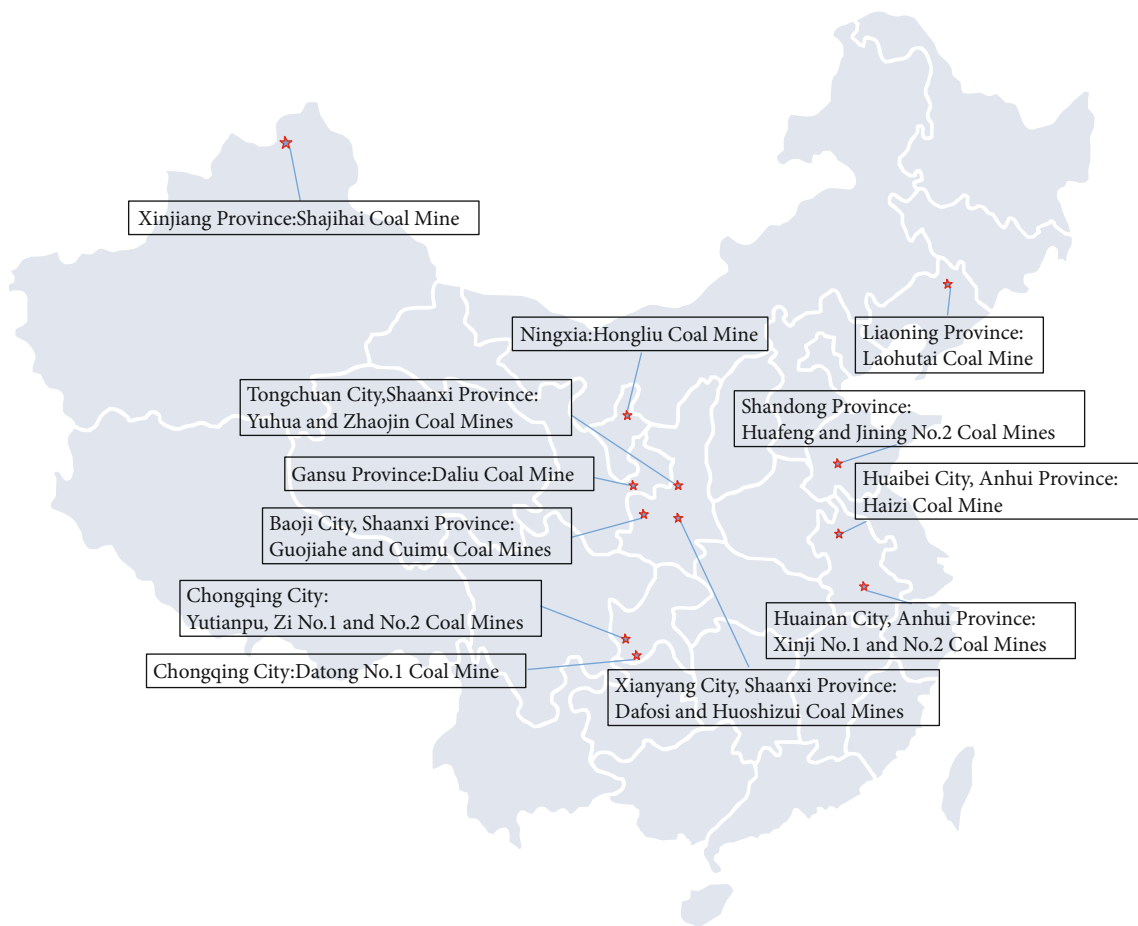 Xinjiang Province:Shajihai Coal Mine
Ningxia:Hongliu Coal Mine
Liaoning Province:
Laohutai Coal Mine
Tongchuan City,Shaanxi Province:
Yuhua and Zhaojin Coal Mines
Shandong Province:
Huafeng and Jining No.2 Coal Mines
Gansu Province:Daliu Coal Mine
Huaibei City, Anhui Province:
Haizi Coal Mine
Baoji City, Shaanxi Province:
Guojiahe and Cuimu Coal Mines
Chongqing City:
Yutianpu, Zi No.1 and No.2 Coal Mines
Huainan City, Anhui Province:
Xinji No.1 and No.2 Coal Mines
Chongqing City:Datong No.1 Coal Mine
Xianyang City, Shaanxi Province:
Dafosi and Huoshizui Coal Mines